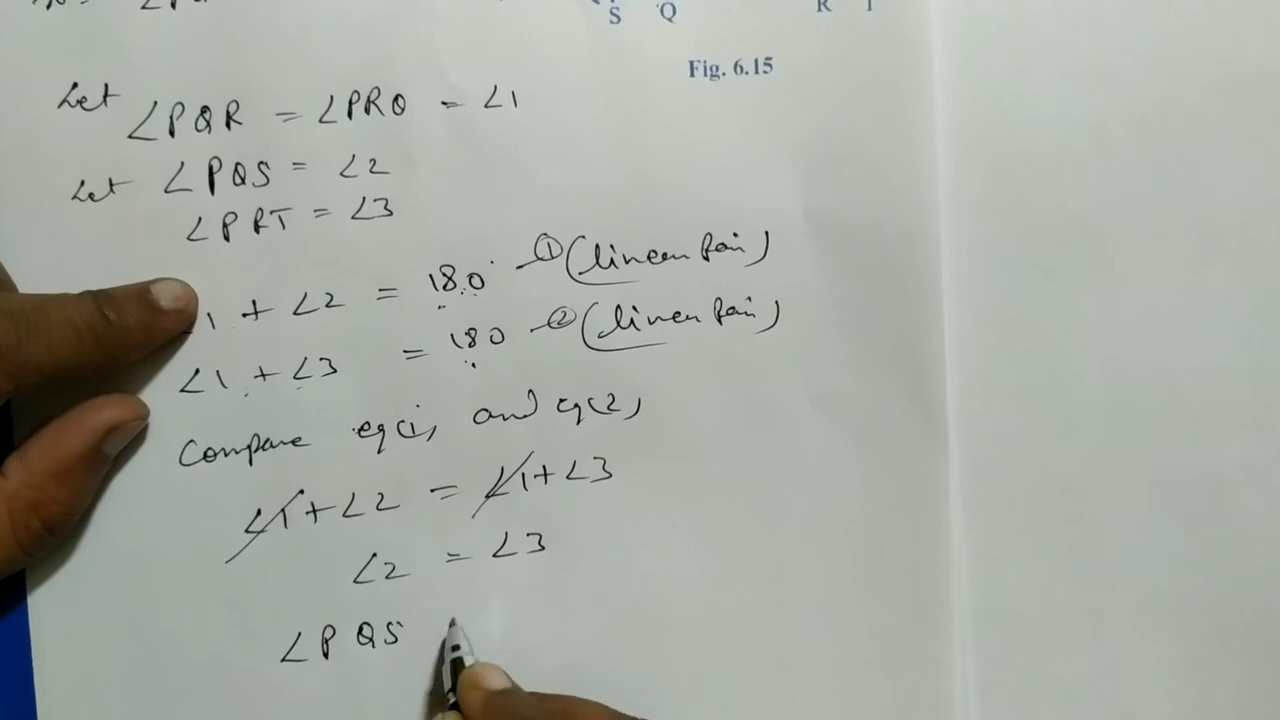 S Q R T
Fig. 6.15
Let ∠PQR = ∠PRQ = ∠1
Let ∠PQS = ∠2
∠PRT = ∠3
1 + ∠2 = 180° - ① (linear pair)
∠1 + ∠3 = 180 - ② (linear pair)
Compare eq(1) and eq(2)
∠1 + ∠2 = ∠1 + ∠3
∠2 = ∠3
∠PQS